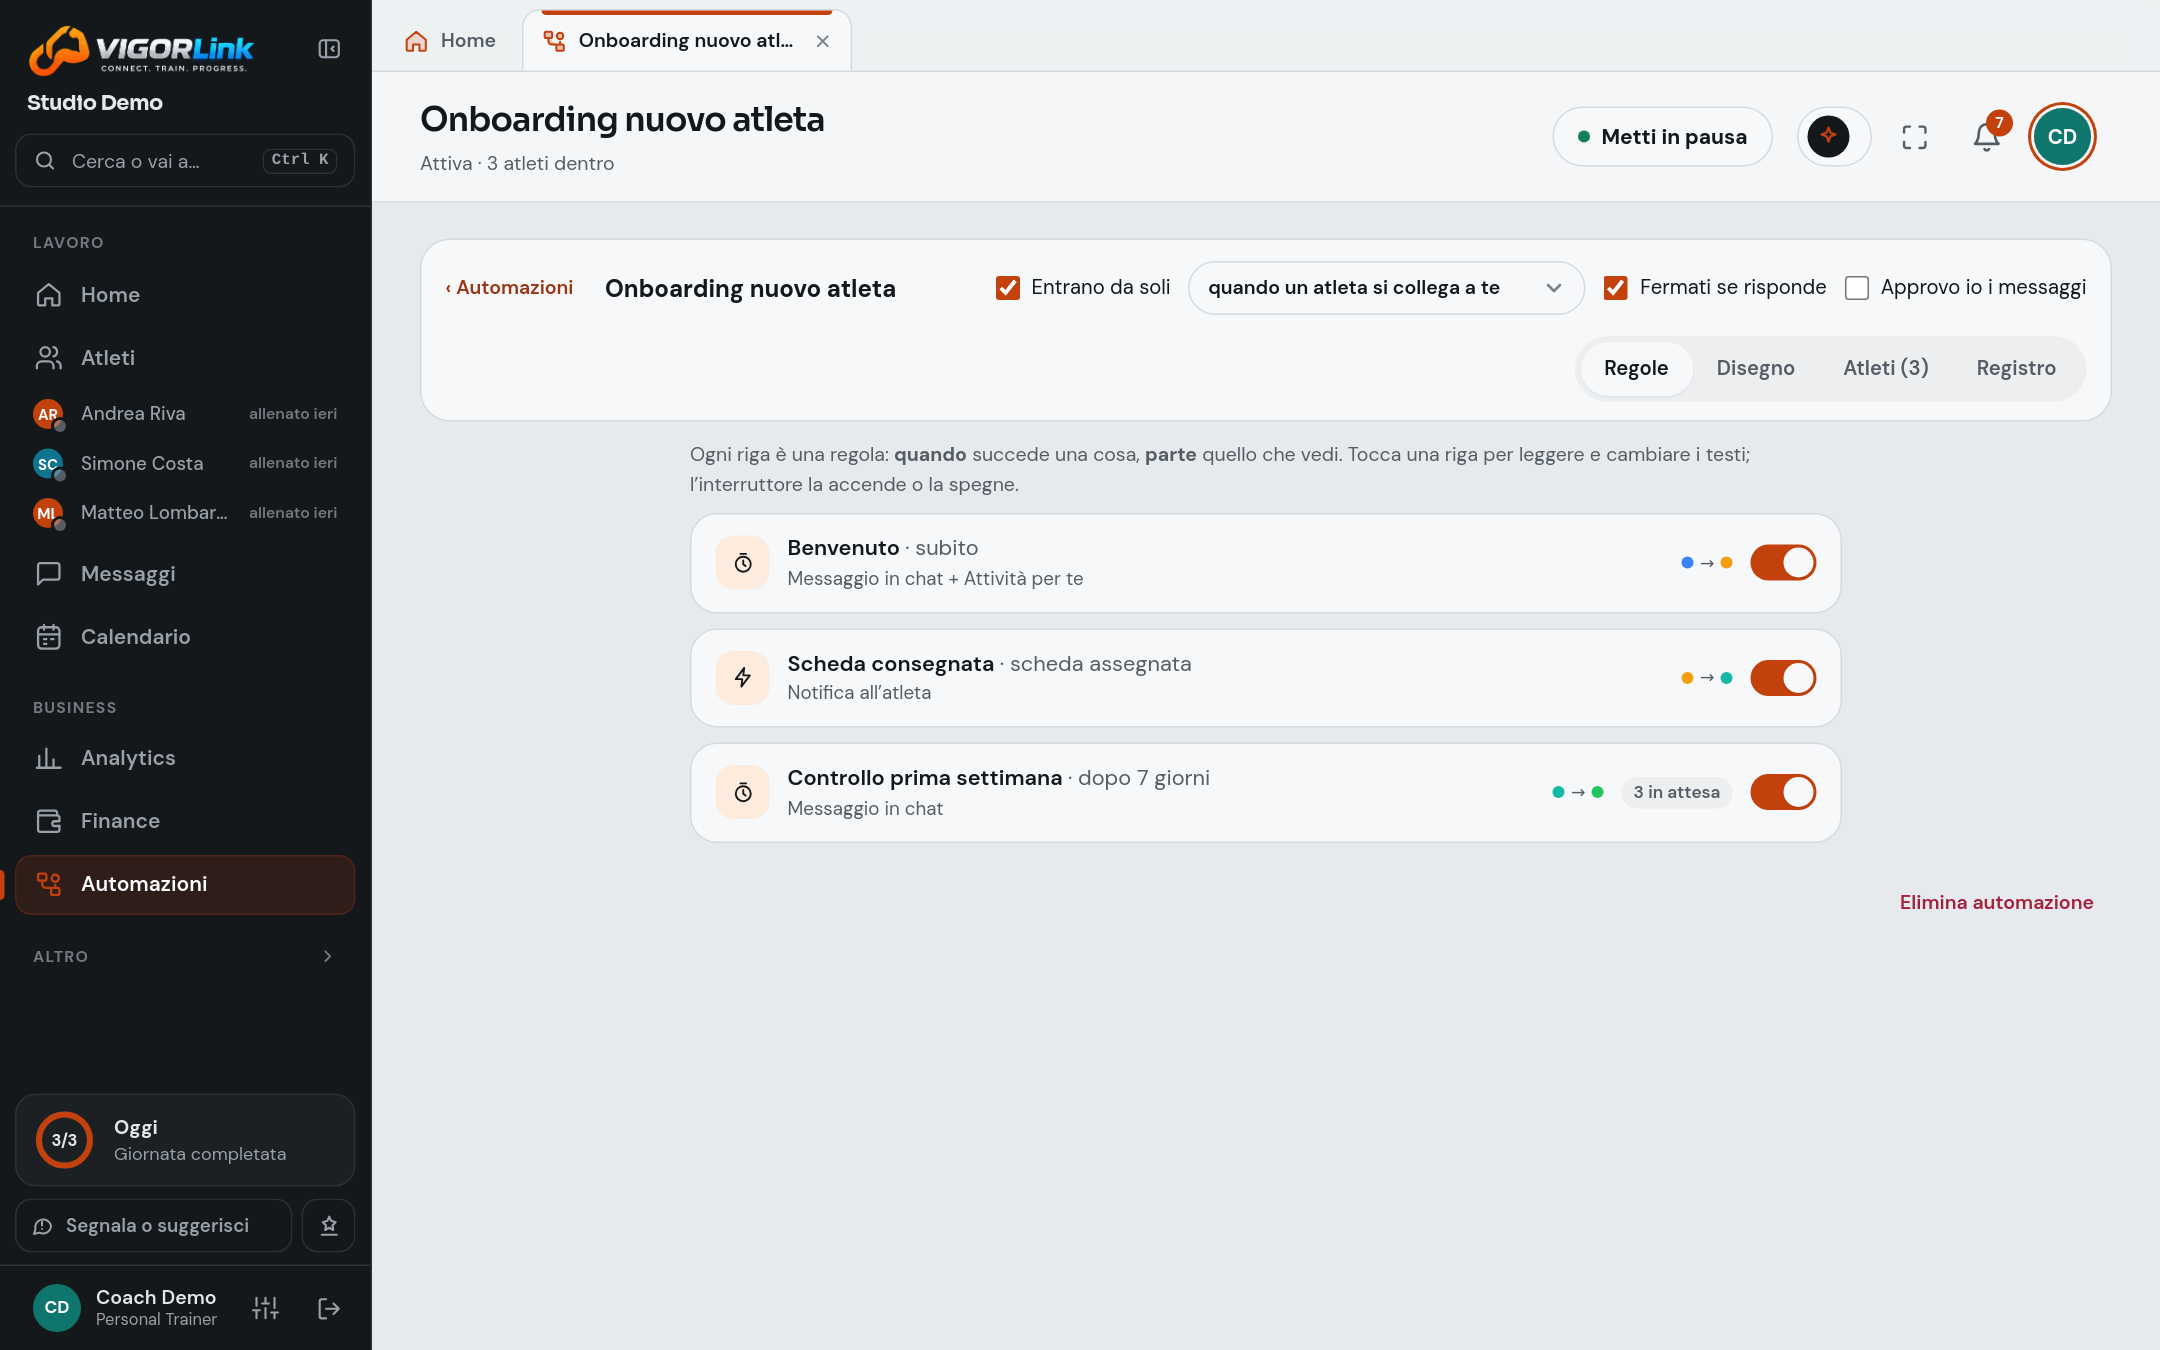 VIGORLink
CONNECT. TRAIN. PROGRESS.
Studio Demo
Cerca o vai a...
Ctrl K
LAVORO
Home
Atleti
AR Andrea Riva allenato ieri
SC Simone Costa allenato ieri
ML Matteo Lombar... allenato ieri
Messaggi
Calendario
BUSINESS
Analytics
Finance
Automazioni
ALTRO
3/3
Oggi
Giornata completata
Segnala o suggerisci
CD
Coach Demo
Personal Trainer
Home
Onboarding nuovo atl...
Onboarding nuovo atleta
Attiva · 3 atleti dentro
Metti in pausa
7
CD
‹ Automazioni
Onboarding nuovo atleta
Entrano da soli
quando un atleta si collega a te
Fermati se risponde
Approvo io i messaggi
Regole
Disegno
Atleti (3)
Registro
Ogni riga è una regola: quando succede una cosa, parte quello che vedi. Tocca una riga per leggere e cambiare i testi;
l’interruttore la accende o la spegne.
Benvenuto · subito
Messaggio in chat + Attività per te
→
Scheda consegnata · scheda assegnata
Notifica all’atleta
→
Controllo prima settimana · dopo 7 giorni
Messaggio in chat
→
3 in attesa
Elimina automazione